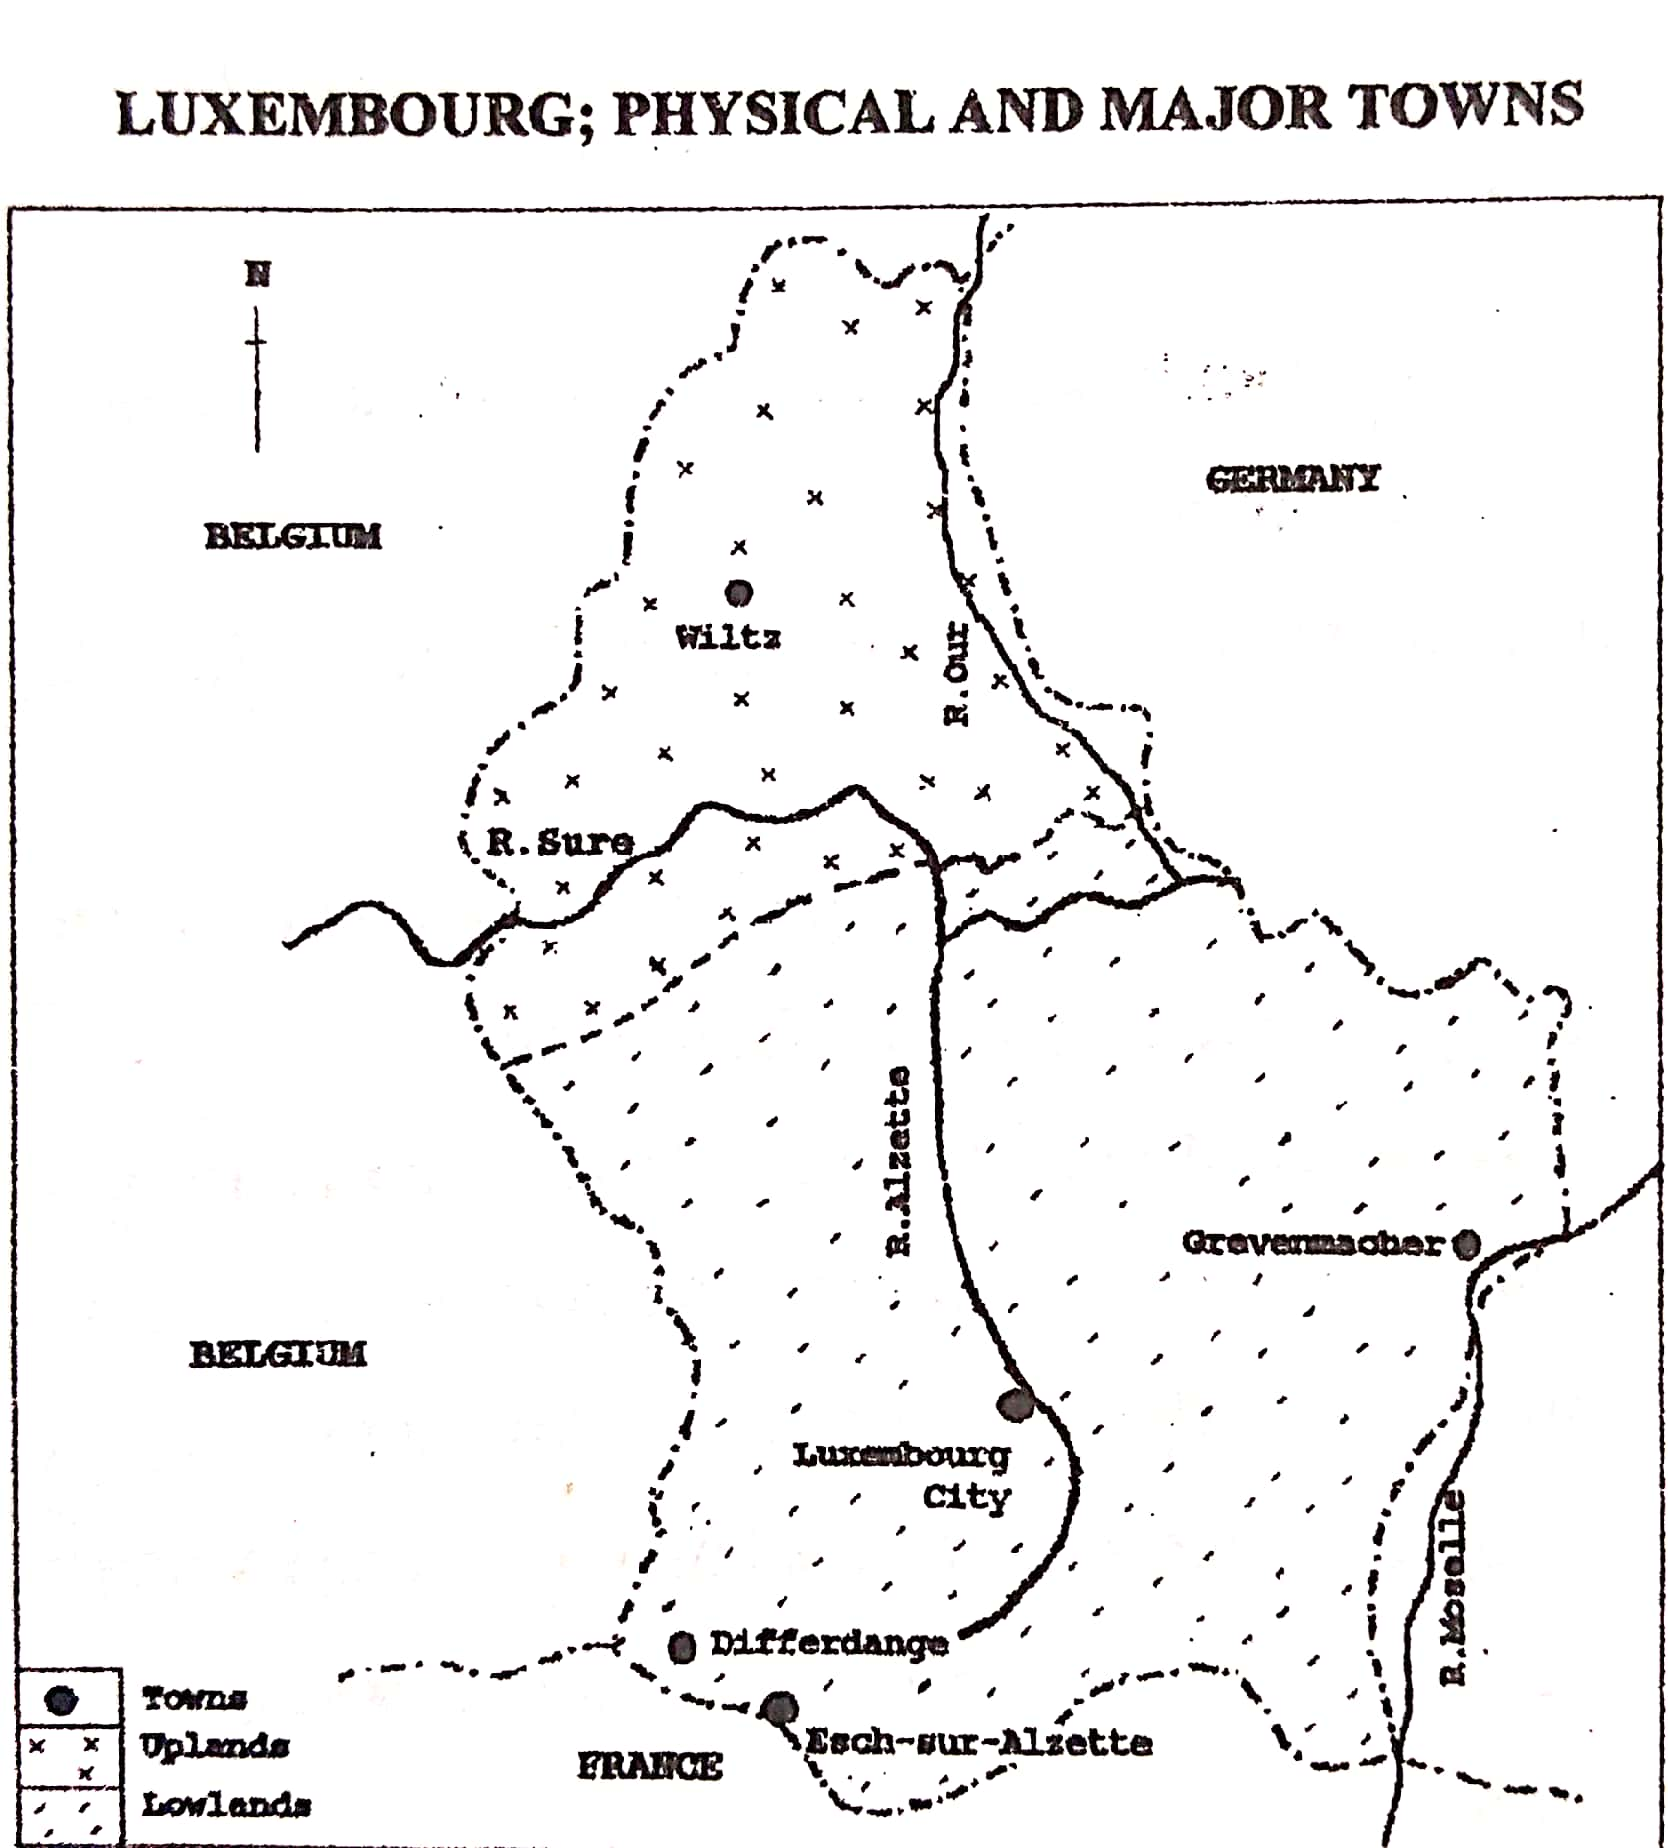 LUXEMBOURG; PHYSICAL AND MAJOR TOWNS
N
GERMANY
BELGIUM
Wiltz
R.Our
R.Sure
R.Alzette
Grevenmacher
BELGIUM
Luxembourg
City
R.Moselle
Differdange
Esch-sur-Alzette
FRANCE
Towns
Uplands
Lowlands